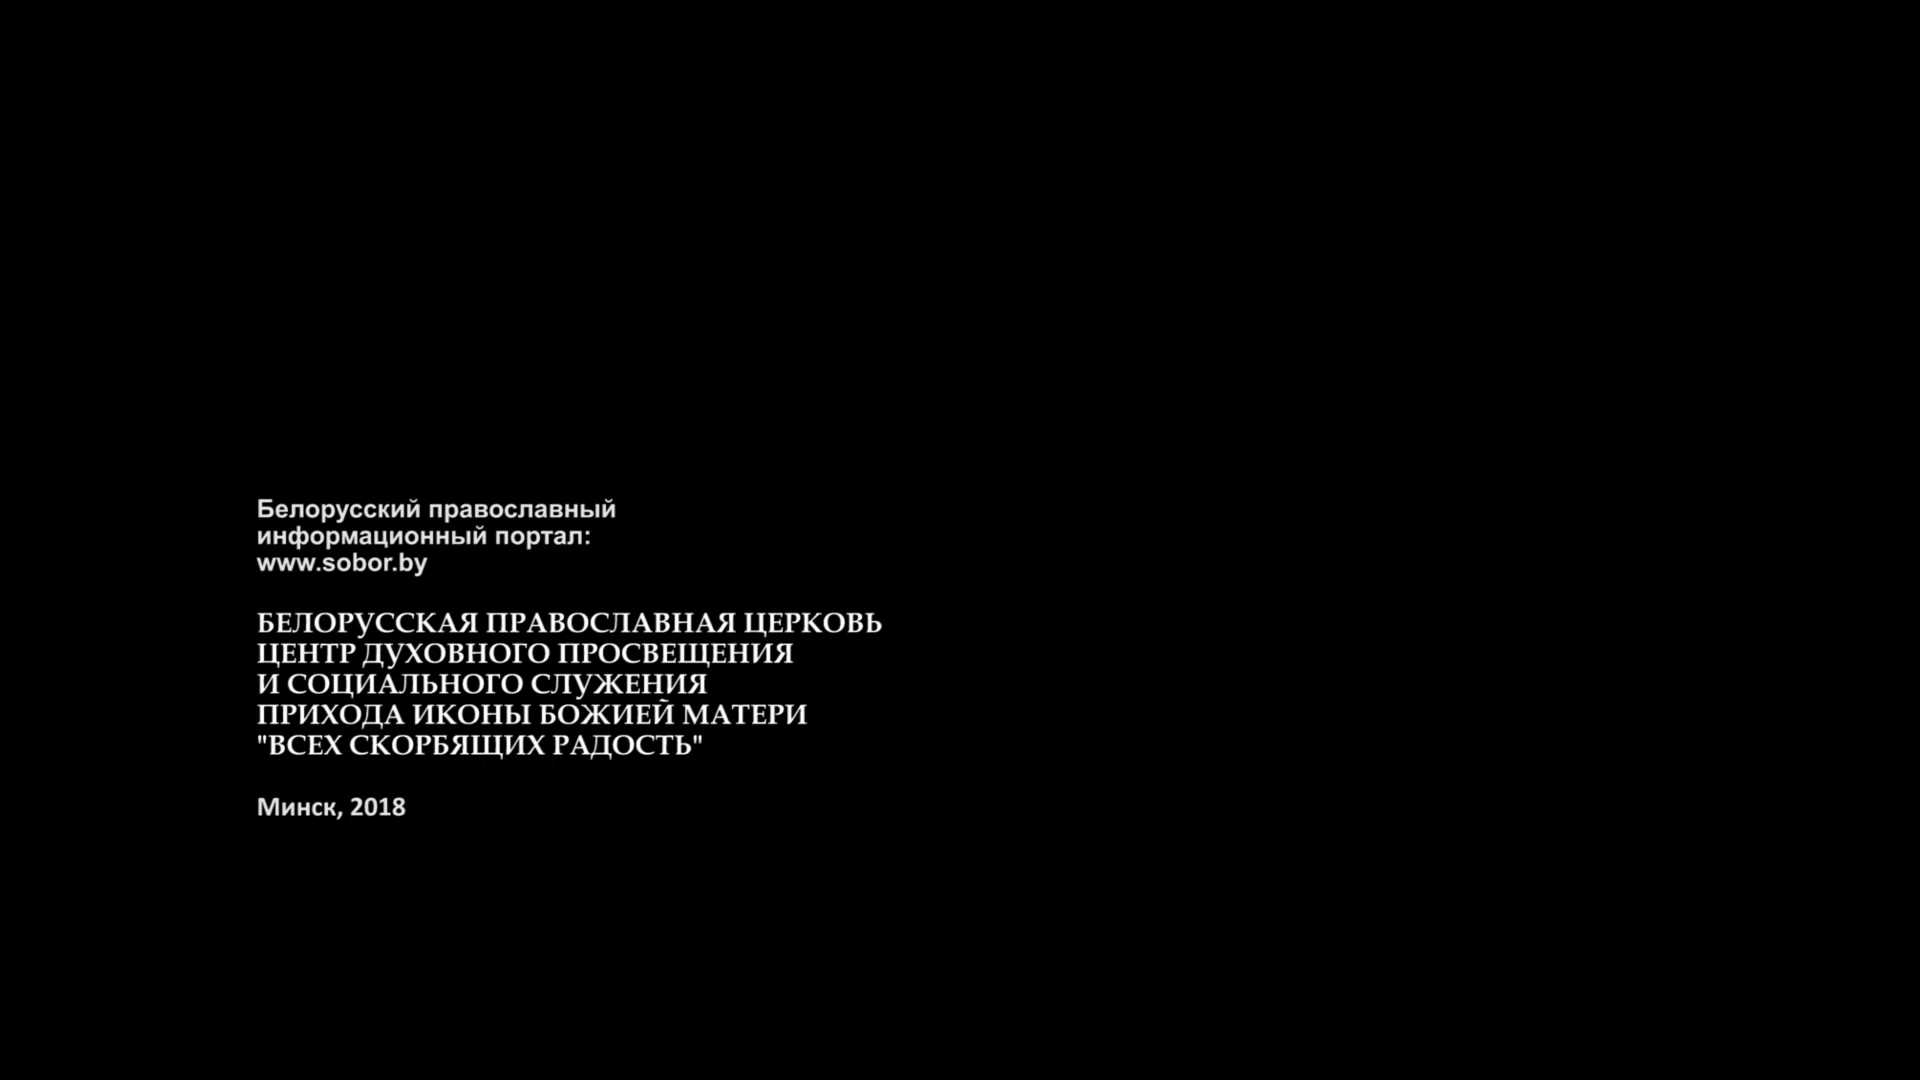 Белорусский православный
информационный портал:
www.sobor.by
БЕЛОРУССКАЯ ПРАВОСЛАВНАЯ ЦЕРКОВЬ
ЦЕНТР ДУХОВНОГО ПРОСВЕЩЕНИЯ
И СОЦИАЛЬНОГО СЛУЖЕНИЯ
ПРИХОДА ИКОНЫ БОЖИЕЙ МАТЕРИ
"ВСЕХ СКОРБЯЩИХ РАДОСТЬ"
Минск, 2018